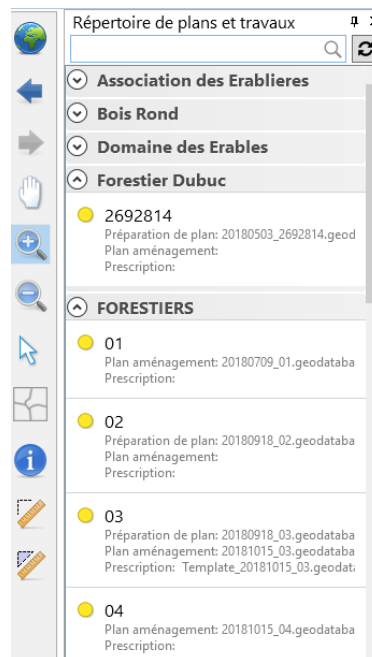 Répertoire de plans et travaux
Association des Erablieres
Bois Rond
Domaine des Erables
Forestier Dubuc
2692814
Préparation de plan: 20180503_2692814.geod
Plan aménagement:
Prescription:
FORESTIERS
01
Plan aménagement: 20180709_01.geodataba
Prescription:
02
Préparation de plan: 20180918_02.geodataba
Plan aménagement:
Prescription:
03
Préparation de plan: 20180918_03.geodataba
Plan aménagement: 20181015_03.geodataba
Prescription: Template_20181015_03.geodat
04
Plan aménagement: 20181015_04.geodataba
Prescription: